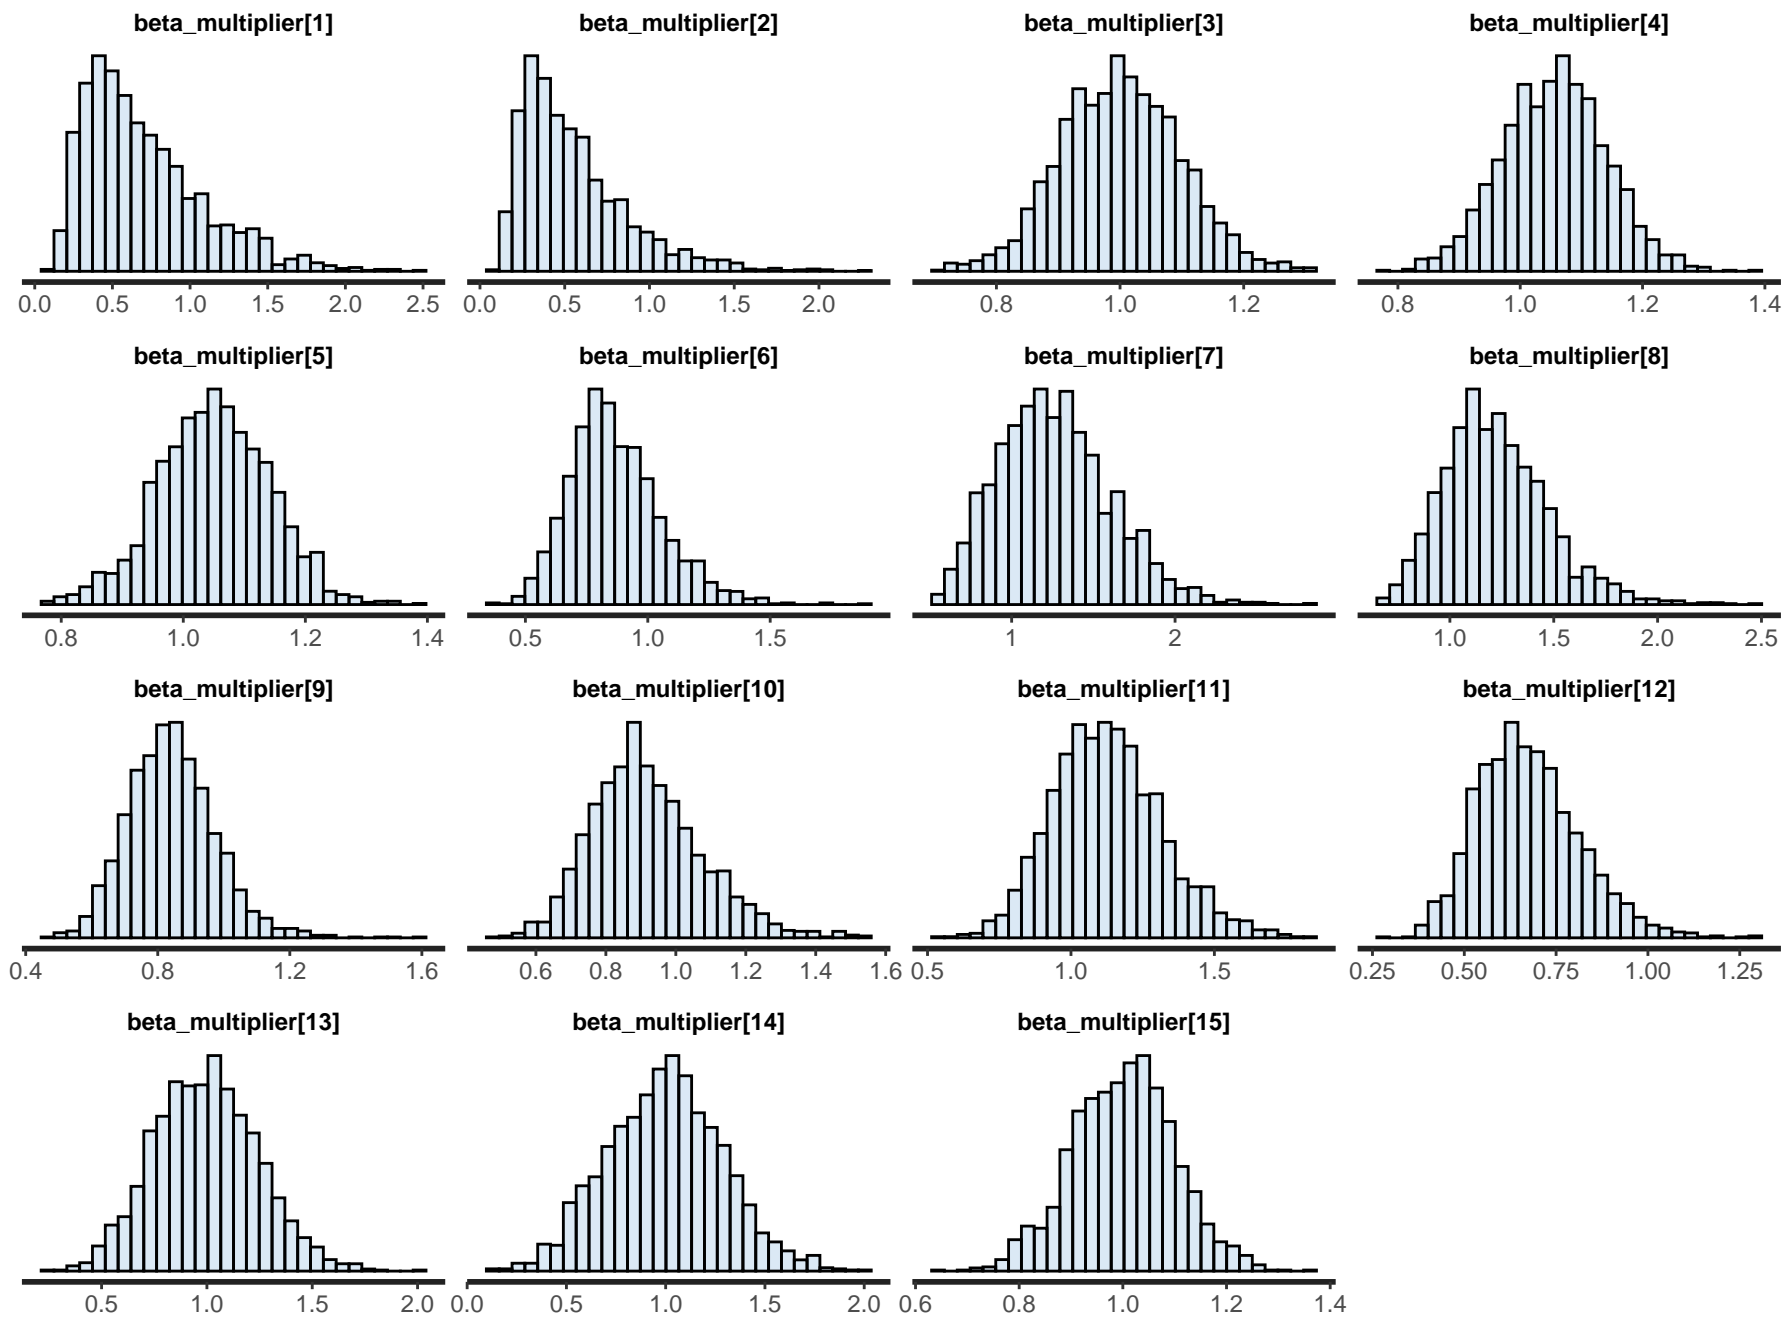 beta_multiplier[1] beta_multiplier[2] beta_multiplier[3] beta_multiplier[4]
0.0 0.5 1.0 1.5 2.0 2.5 0.0 0.5 1.0 1.5 2.0 0.8 1.0 1.2 0.8 1.0 1.2 1.4
beta_multiplier[5] beta_multiplier[6] beta_multiplier[7] beta_multiplier[8]
0.8 1.0 1.2 1.4 0.5 1.0 1.5 1 2 1.0 1.5 2.0 2.5
beta_multiplier[9] beta_multiplier[10] beta_multiplier[11] beta_multiplier[12]
0.4 0.8 1.2 1.6 0.6 0.8 1.0 1.2 1.4 1.6 0.5 1.0 1.5 0.25 0.50 0.75 1.00 1.25
beta_multiplier[13] beta_multiplier[14] beta_multiplier[15]
0.5 1.0 1.5 2.0 0.0 0.5 1.0 1.5 2.0 0.6 0.8 1.0 1.2 1.4